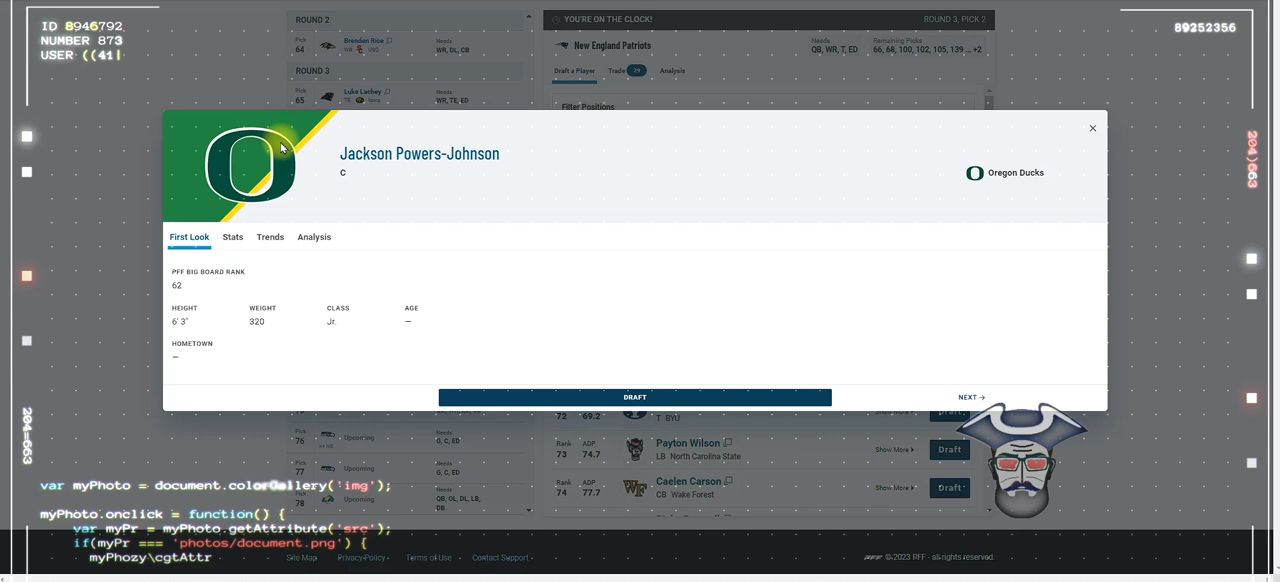 ID 8946792
NUMBER 873
USER ((41|
89252356
204)663
204=663
ROUND 2
Pick
64
Brenden Rice
WR USC
Needs
WR, DL, CB
ROUND 3
Pick
65
Luke Lachey
TE Iowa
Needs
WR, TE, ED
YOU'RE ON THE CLOCK!
ROUND 3, PICK 2
New England Patriots
Needs
QB, WR, T, ED
Remaining Picks
66, 68, 100, 102, 105, 139 ... +2
Draft a Player
Trade 29
Analysis
Filter Positions
Jackson Powers-Johnson
C
Oregon Ducks
First Look
Stats
Trends
Analysis
PFF BIG BOARD RANK
62
HEIGHT
WEIGHT
CLASS
AGE
6' 3"
320
Jr.
—
HOMETOWN
—
DRAFT
NEXT →
72
69.2
T BYU
Draft
Pick
76
Upcoming
Needs
G, C, ED
Pick
77
Upcoming
Needs
G, C, ED
Pick
78
Upcoming
Needs
QB, OL, DL, LB,
DB
Rank
73
ADP
74.7
Payton Wilson
LB North Carolina State
Show More
Draft
Rank
74
ADP
77.7
Caelen Carson
CB Wake Forest
Show More
Draft
var myPhoto = document.colorGallery('img');
myPhoto.onclick = function() {
var myPr = myPhoto.getAttribute('src');
if(myPr === 'photos/document.png') {
myPhozy\cgtAttr
Site Map
Privacy Policy
Terms of Use
Contact Support
©2023 PFF - all rights reserved.